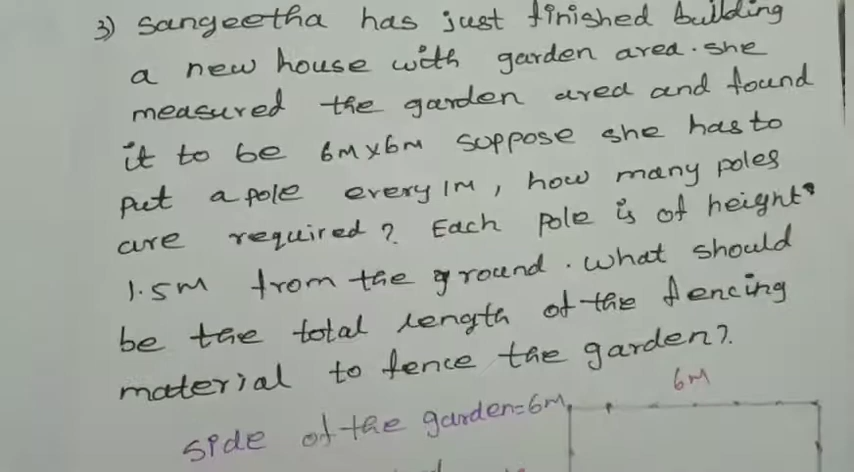 3) Sangeetha has just finished building
a new house with garden area. she
measured the garden area and found
it to be 6M x 6M suppose she has to
put a pole every 1M, how many poles
are required? Each pole is of height
1.5M from the ground. what should
be the total length of the fencing
material to fence the garden?
6M
side of the garden=6M